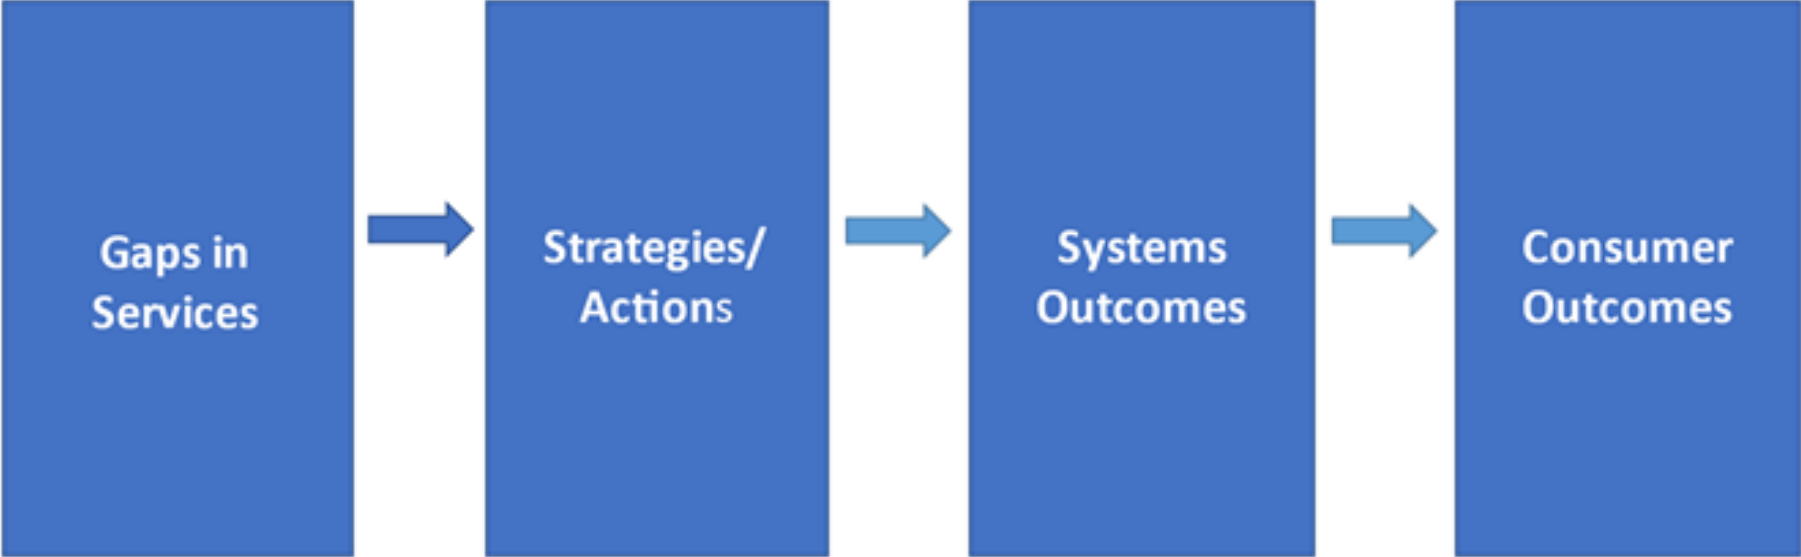 Gaps in
Services
Strategies/
Actions
Systems
Outcomes
Consumer
Outcomes